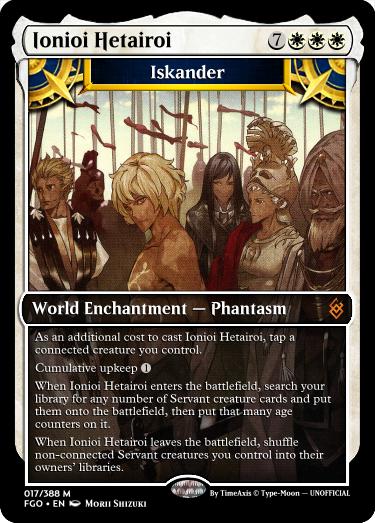 Ionioi Hetairoi 7
Iskander
World Enchantment — Phantasm
As an additional cost to cast Ionioi Hetairoi, tap a
connected creature you control.
Cumulative upkeep 1
When Ionioi Hetairoi enters the battlefield, search your
library for any number of Servant creature cards and put
them onto the battlefield, then put that many age
counters on it.
When Ionioi Hetairoi leaves the battlefield, shuffle
non-connected Servant creatures you control into their
owners' libraries.
017/388 M
FGO • EN Morii Shizuki
By TimeAxis © Type-Moon — UNOFFICIAL